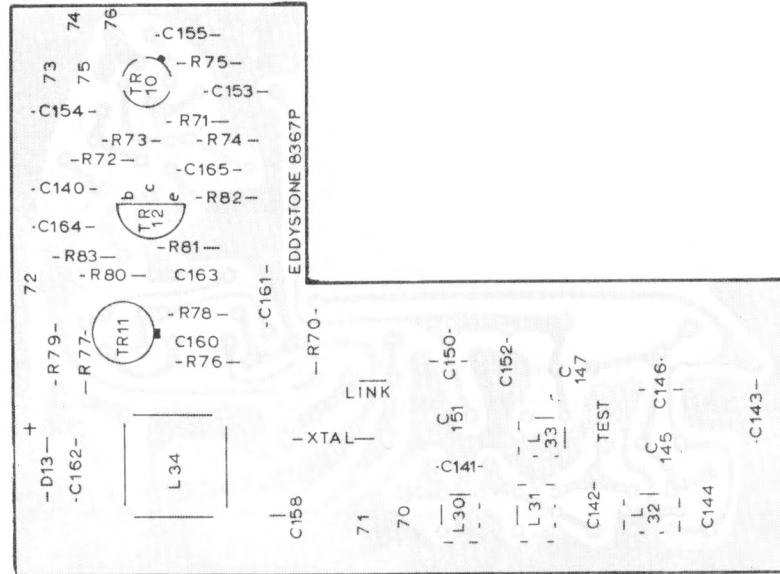 74
76
-C155-
-R75-
73
75
TR
10
-C153-
-C154-
-R71-
-R73-
-R74-
-R72-
-C165-
-C140-
b c e
-R82-
TR
12
-C164-
-R81-
-R83-
-R80-
C163
EDDYSTONE 8367P
72
-C161-
-R78-
TR11
C160
-R76-
-R79-
-R77-
-R70-
C150-
C152-
C
147
C146-
LINK
-C143-
+
C
151
L
33
TEST
C
145
-XTAL-
-D13-
-C162-
L34
-C141-
C158
71
70
L30
L31
C142-
L
32
C144